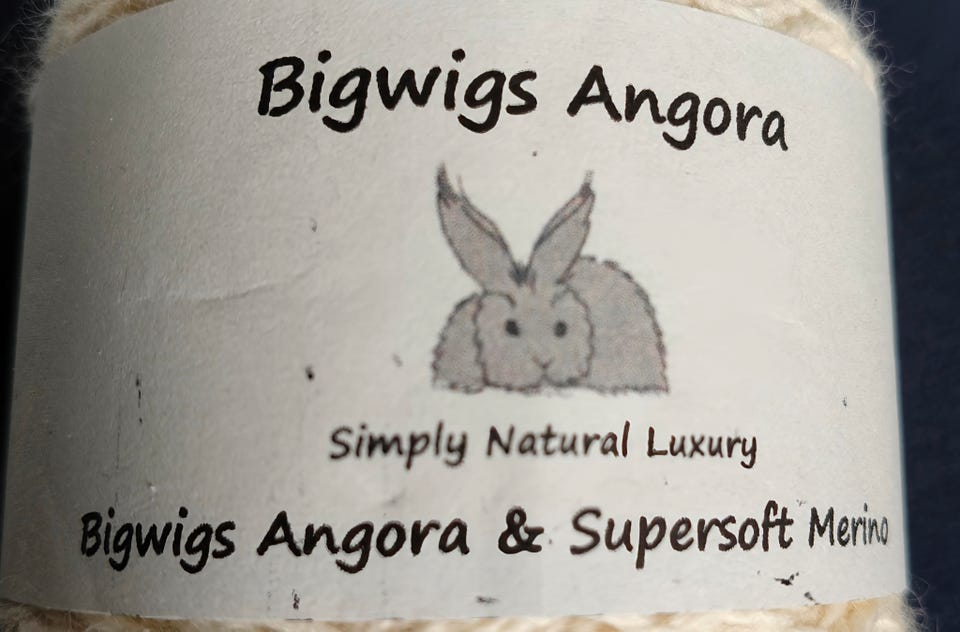 Bigwigs Angora
Simply Natural Luxury
Bigwigs Angora & Supersoft Merino